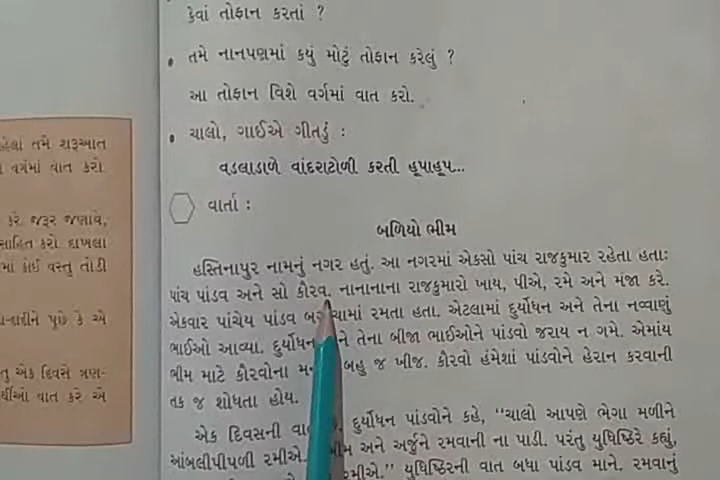 કેવાં તોફાન કરતાં ?
• તમે નાનપણમાં કયું મોટું તોફાન કરેલું ?
આ તોફાન વિશે વર્ગમાં વાત કરો.
• ચાલો, ગાઈએ ગીતડું :
વડલાડાળે વાંદરાટોળી કરતી હૂપાહૂપ...
વાર્તા :
બળિયો ભીમ
હસ્તિનાપુર નામનું નગર હતું. આ નગરમાં એકસો પાંચ રાજકુમાર રહેતા હતાઃ
પાંચ પાંડવ અને સો કૌરવ. નાનાનાના રાજકુમારો ખાય, પીએ, રમે અને મંજા કરે.
એકવાર પાંચેય પાંડવ રમતા હતા. એટલામાં દુર્યોધન અને તેના નવ્વાણું
ભાઈઓ આવ્યા. દુર્યોધન તેના બીજા ભાઈઓને પાંડવો જરાય ન ગમે. એમાંય
ભીમ માટે કૌરવોના બહુ જ ખીજ. કૌરવો હંમેશાં પાંડવોને હેરાન કરવાની
તક જ શોધતા હોય.
એક દિવસની દુર્યોધન પાંડવોને કહે, “ચાલો આપણે ભેગા મળીને
આંબલીપીપળી રમીએ. અને અર્જુને રમવાની ના પાડી. પરંતુ યુધિષ્ઠિરે કહ્યું,
યુધિષ્ઠિરની વાત બધા પાંડવ માને. રમવાનું
તમે શરૂઆત
વર્ગમાં વાત કરો.
કરે જરૂર જણાવે,
કરો. દાખલા
કોઈ વસ્તુ તોડી
પૂછે કે એ
એક દિવસે ત્રણ-
વાત કરે એ